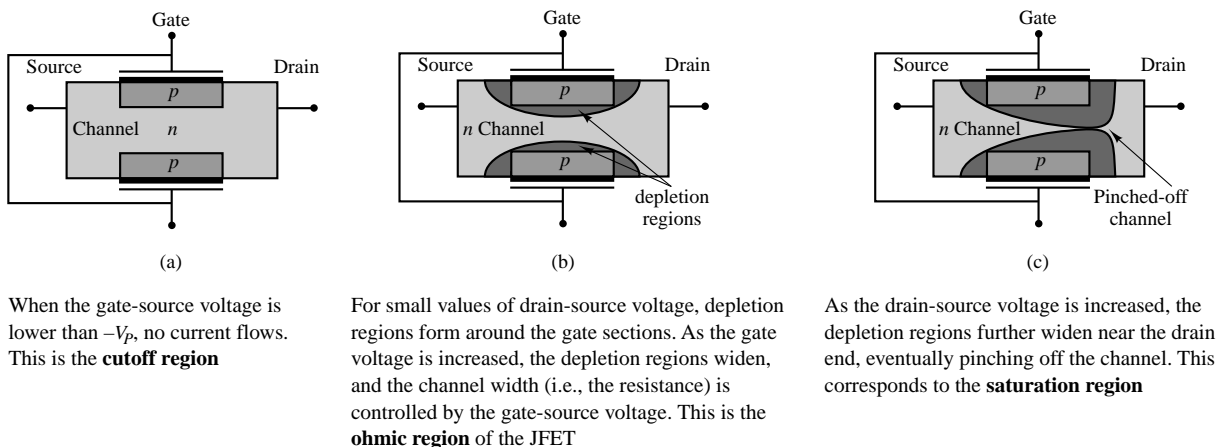 Gate
Source
Drain
p
Channel
n
p
(a)
When the gate-source voltage is
lower than –VP, no current flows.
This is the cutoff region
Gate
Source
Drain
p
n Channel
p
depletion
regions
(b)
For small values of drain-source voltage, depletion
regions form around the gate sections. As the gate
voltage is increased, the depletion regions widen,
and the channel width (i.e., the resistance) is
controlled by the gate-source voltage. This is the
ohmic region of the JFET
Gate
Source
Drain
p
n Channel
p
Pinched-off
channel
(c)
As the drain-source voltage is increased, the
depletion regions further widen near the drain
end, eventually pinching off the channel. This
corresponds to the saturation region